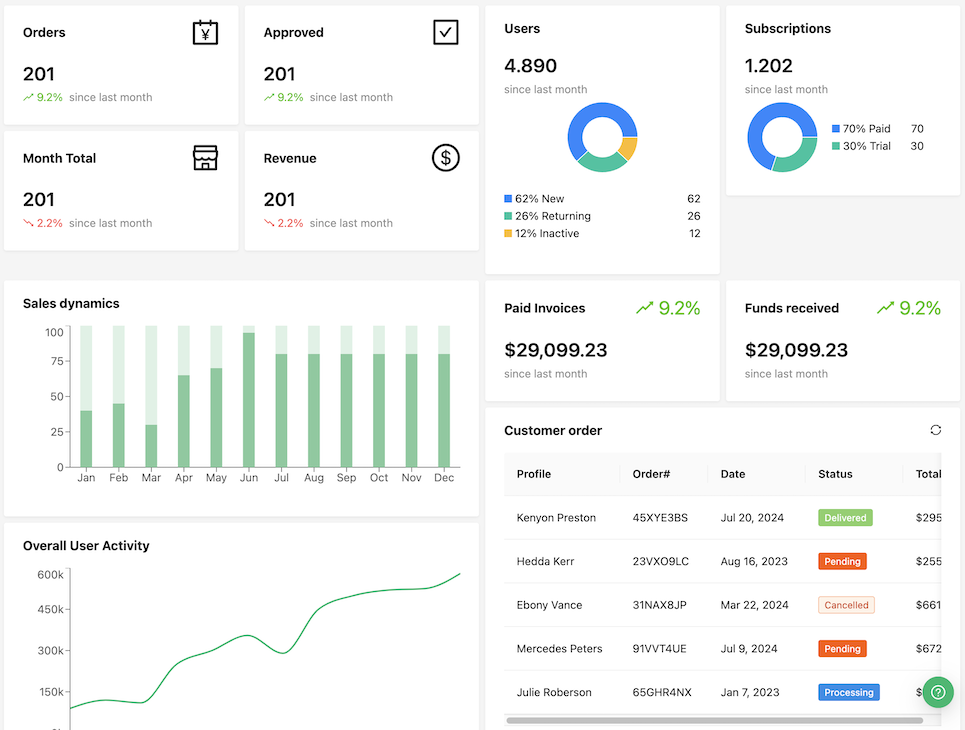 Orders
¥
201
9.2% since last month
Approved
201
9.2% since last month
Month Total
201
2.2% since last month
Revenue
$
201
2.2% since last month
Users
4.890
since last month
62% New 62
26% Returning 26
12% Inactive 12
Subscriptions
1.202
since last month
70% Paid 70
30% Trial 30
Sales dynamics
100
75
50
25
0
Jan Feb Mar Apr May Jun Jul Aug Sep Oct Nov Dec
Paid Invoices 9.2%
$29,099.23
since last month
Funds received 9.2%
$29,099.23
since last month
Overall User Activity
600k
450k
300k
150k
Customer order
Profile Order# Date Status Total
Kenyon Preston 45XYE3BS Jul 20, 2024 Delivered $295
Hedda Kerr 23VXO9LC Aug 16, 2023 Pending $255
Ebony Vance 31NAX8JP Mar 22, 2024 Cancelled $661
Mercedes Peters 91VVT4UE Jul 9, 2024 Pending $672
Julie Roberson 65GHR4NX Jan 7, 2023 Processing $
?